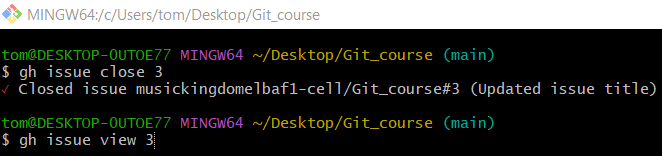 MINGW64:/c/Users/tom/Desktop/Git_course
tom@DESKTOP-OUTOE77 MINGW64 ~/Desktop/Git_course (main)
$ gh issue close 3
✓ Closed issue musickingdomelbaf1-cell/Git_course#3 (Updated issue title)
tom@DESKTOP-OUTOE77 MINGW64 ~/Desktop/Git_course (main)
$ gh issue view 3